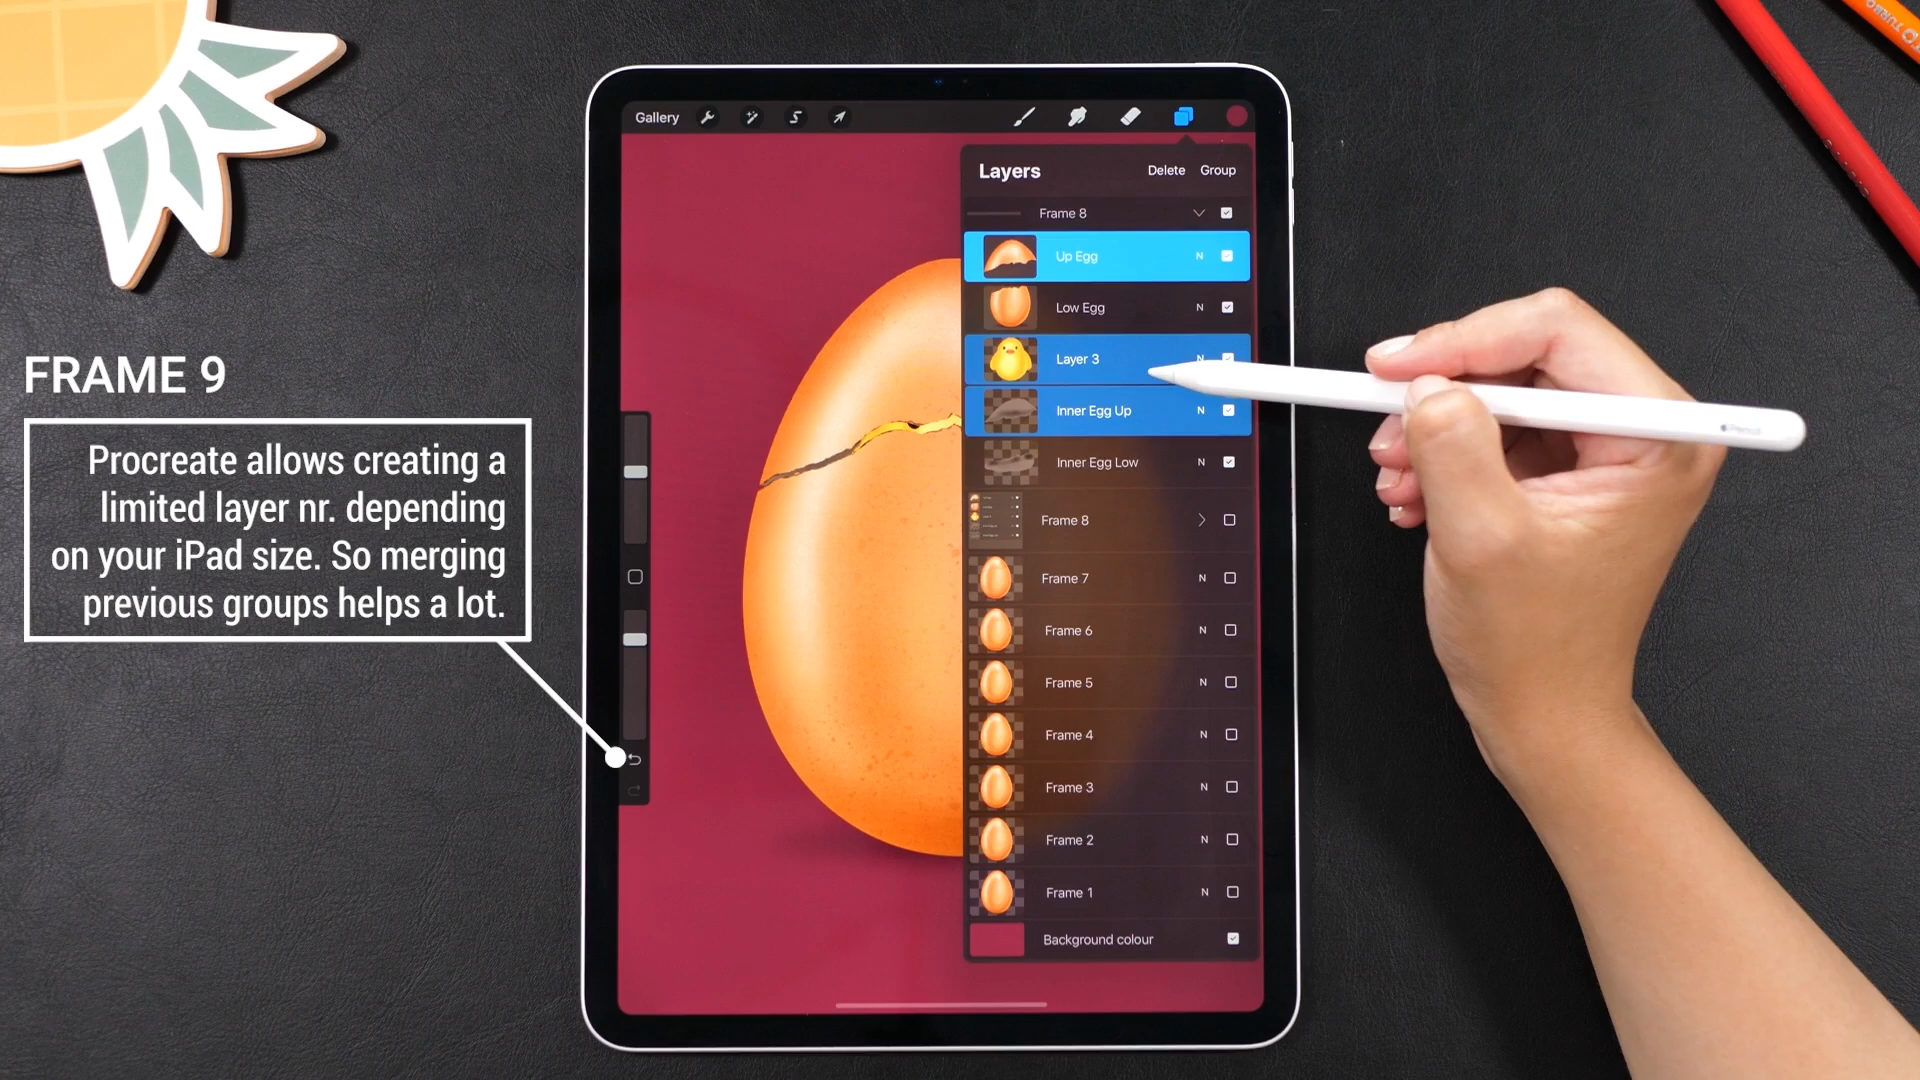 Gallery
Layers
Delete Group
Frame 8
Up Egg N
Low Egg N
Layer 3 N
Inner Egg Up N
Inner Egg Low N
Frame 8
Frame 7 N
Frame 6 N
Frame 5 N
Frame 4 N
Frame 3 N
Frame 2 N
Frame 1 N
Background colour
FRAME 9
Procreate allows creating a
limited layer nr. depending
on your iPad size. So merging
previous groups helps a lot.
Pencil
TURBO